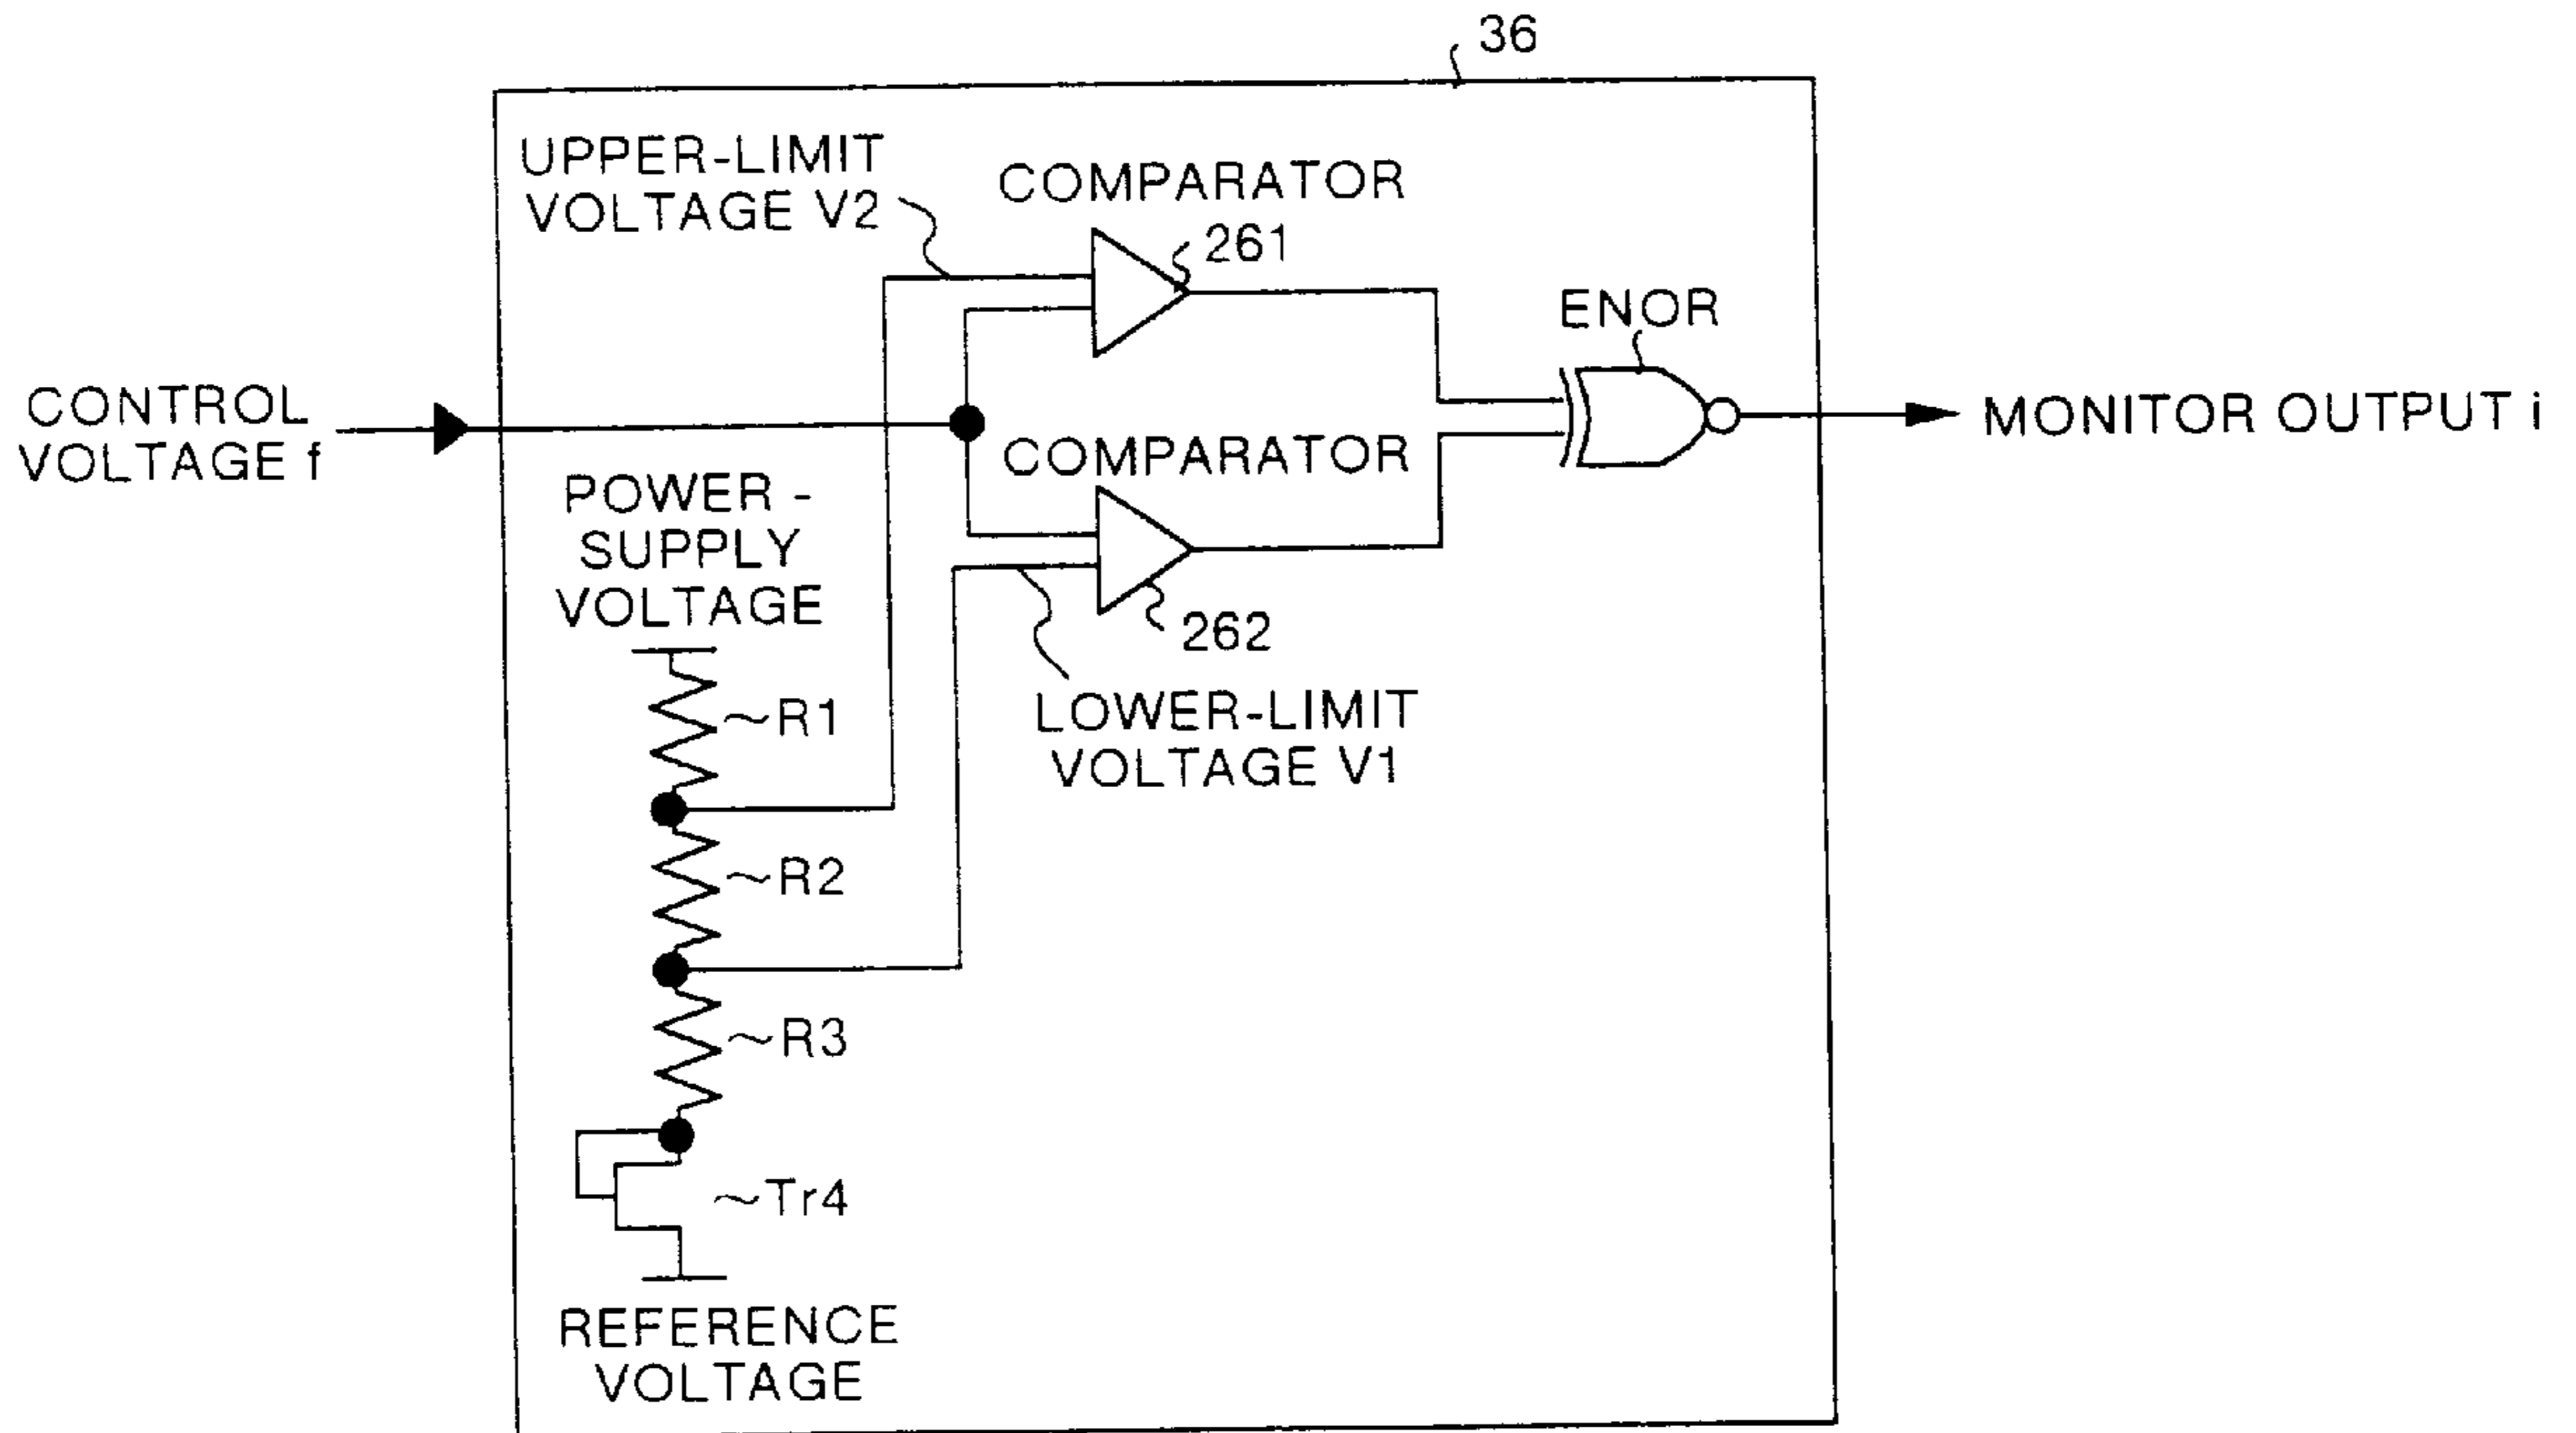 36
UPPER-LIMIT
VOLTAGE V2
COMPARATOR
261
ENOR
CONTROL
VOLTAGE f
MONITOR OUTPUT i
COMPARATOR
262
POWER -
SUPPLY
VOLTAGE
LOWER-LIMIT
VOLTAGE V1
~R1
~R2
~R3
~Tr4
REFERENCE
VOLTAGE